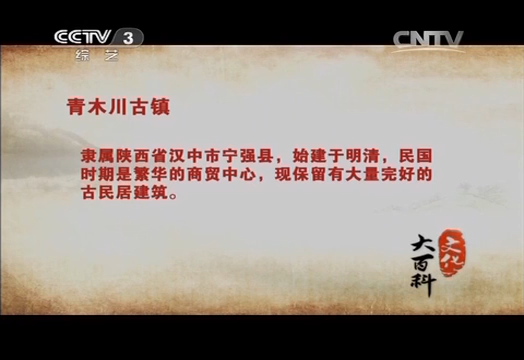 CCTV 3
综艺
CNTV
青木川古镇
隶属陕西省汉中市宁强县，始建于明清，民国
时期是繁华的商贸中心，现保留有大量完好的
古民居建筑。
文化
大百科